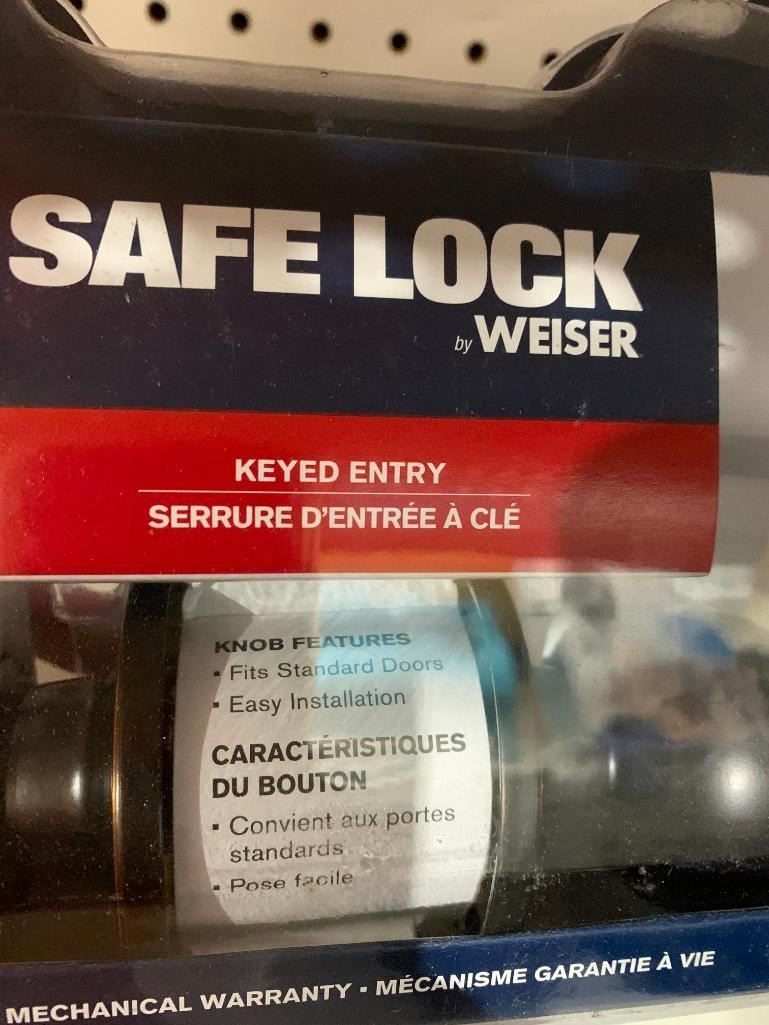 SAFE LOCK
by WEISER
KEYED ENTRY
SERRURE D'ENTRÉE À CLÉ
KNOB FEATURES
▪ Fits Standard Doors
▪ Easy Installation
CARACTÉRISTIQUES
DU BOUTON
▪ Convient aux portes
standards
▪ Pose facile
MECHANICAL WARRANTY ▪ MÉCANISME GARANTIE À VIE